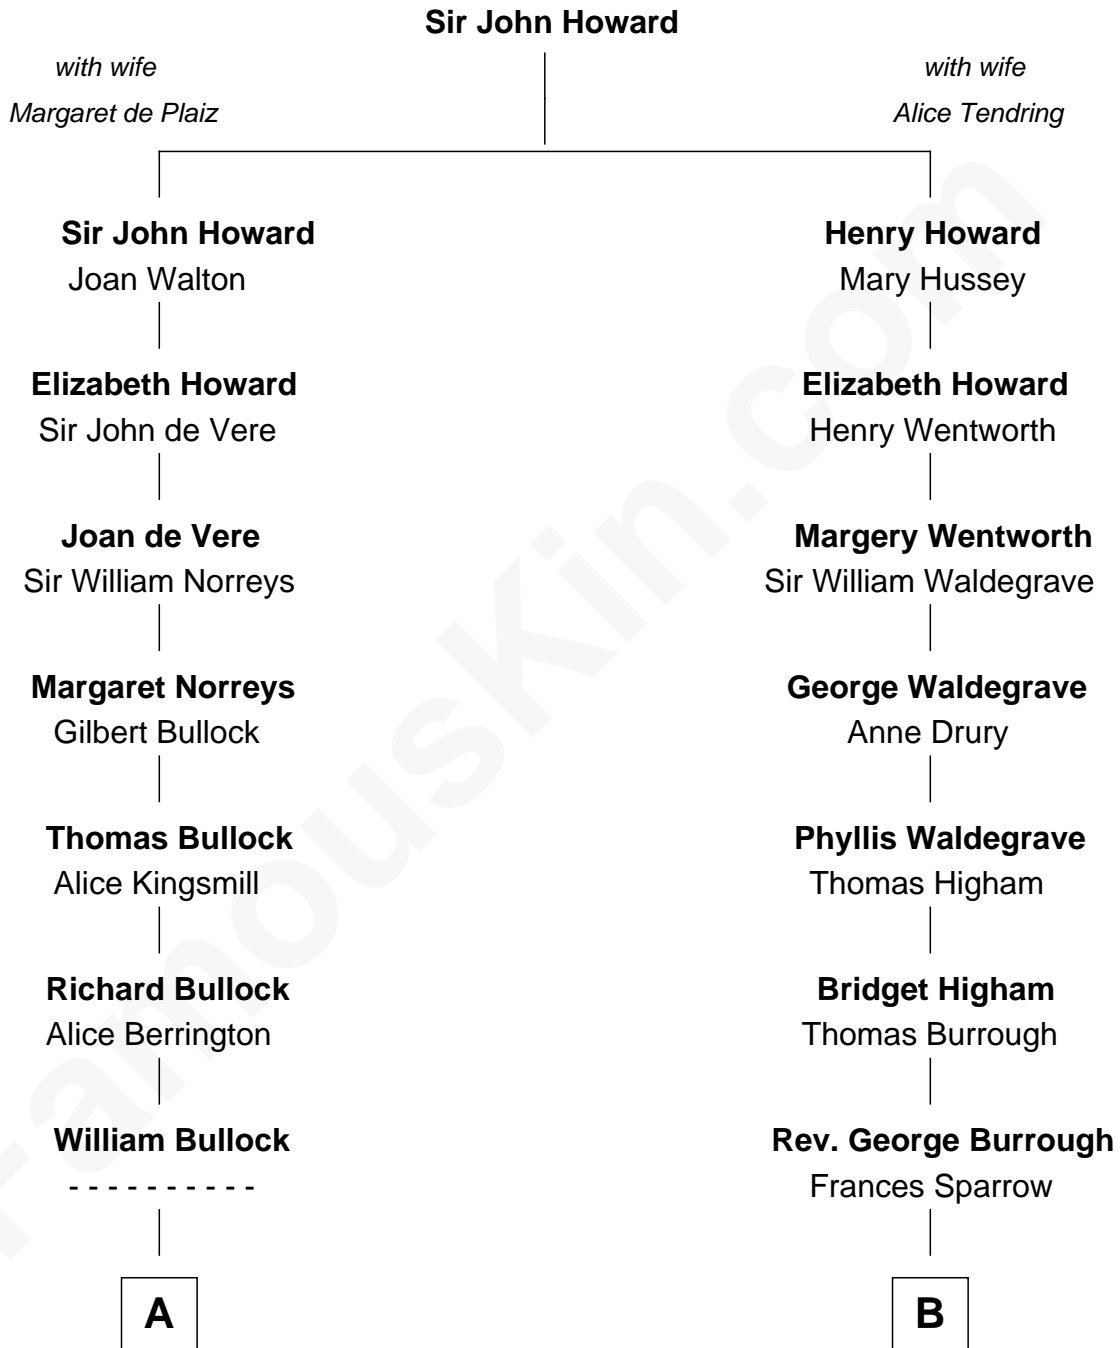 Sir John Howard
with wife
Margaret de Plaiz
with wife
Alice Tendring
Sir John Howard
Joan Walton
Henry Howard
Mary Hussey
Elizabeth Howard
Sir John de Vere
Elizabeth Howard
Henry Wentworth
Joan de Vere
Sir William Norreys
Margery Wentworth
Sir William Waldegrave
Margaret Norreys
Gilbert Bullock
George Waldegrave
Anne Drury
Thomas Bullock
Alice Kingsmill
Phyllis Waldegrave
Thomas Higham
Richard Bullock
Alice Berrington
Bridget Higham
Thomas Burrough
William Bullock
- - - - - - - - - -
Rev. George Burrough
Frances Sparrow
A
B
FamousKin.com